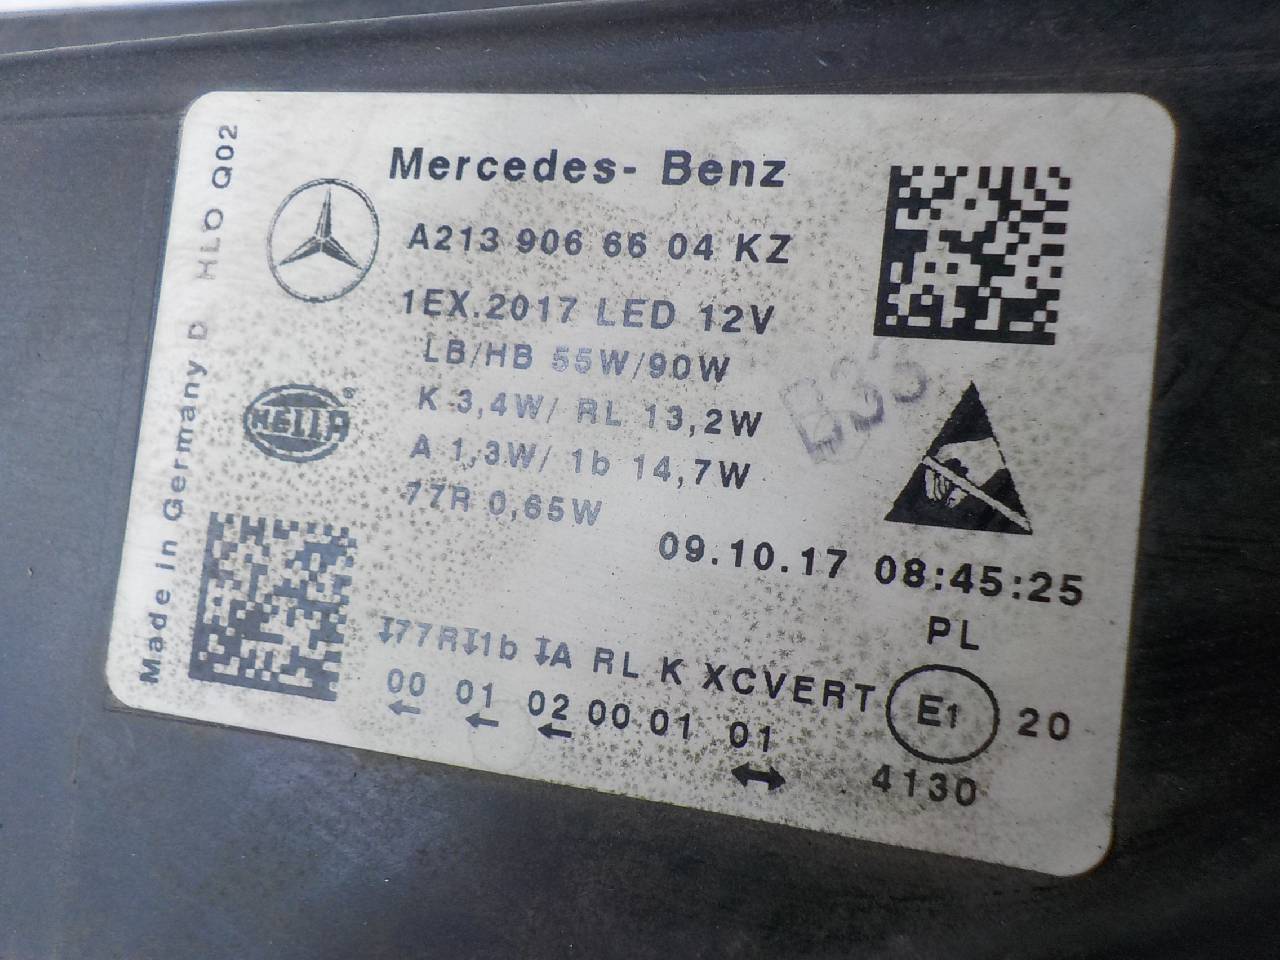 Mercedes- Benz
A213 906 66 04 KZ
1EX.2017 LED 12V
LB/HB 55W/90W
K 3,4W/ RL 13,2W
A 1,3W/ 1b 14,7W
77R 0,65W
B33
HELLA®
09.10.17 08:45:25
PL
77R 1b IA RL K XCVERT E1 20
00 01 02 00 01 01
4130
Made in Germany D HLO Q02